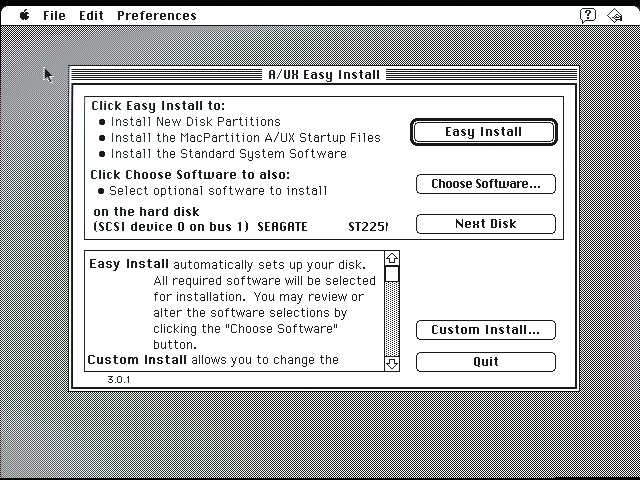 File Edit Preferences
A/UX Easy Install
Click Easy Install to:
● Install New Disk Partitions
● Install the MacPartition A/UX Startup Files
● Install the Standard System Software
Easy Install
Click Choose Software to also:
● Select optional software to install
Choose Software...
on the hard disk
(SCSI device 0 on bus 1) SEAGATE ST225N
Next Disk
Easy Install automatically sets up your disk.
All required software will be selected
for installation. You may review or
alter the software selections by
clicking the "Choose Software"
button.
Custom Install allows you to change the
Custom Install...
Quit
3.0.1